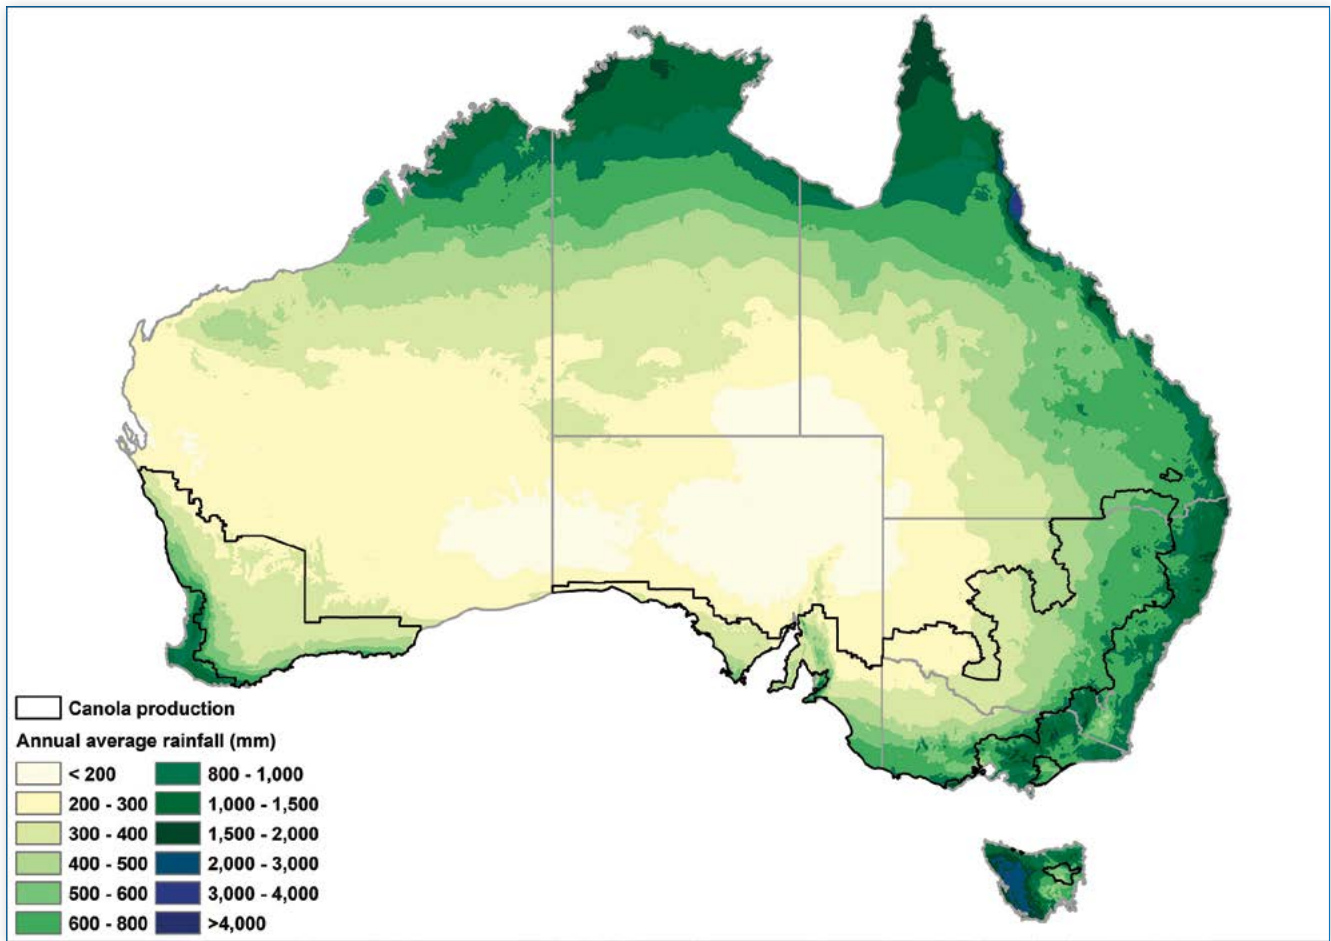 Canola production
Annual average rainfall (mm)
< 200
200 - 300
300 - 400
400 - 500
500 - 600
600 - 800
800 - 1,000
1,000 - 1,500
1,500 - 2,000
2,000 - 3,000
3,000 - 4,000
>4,000